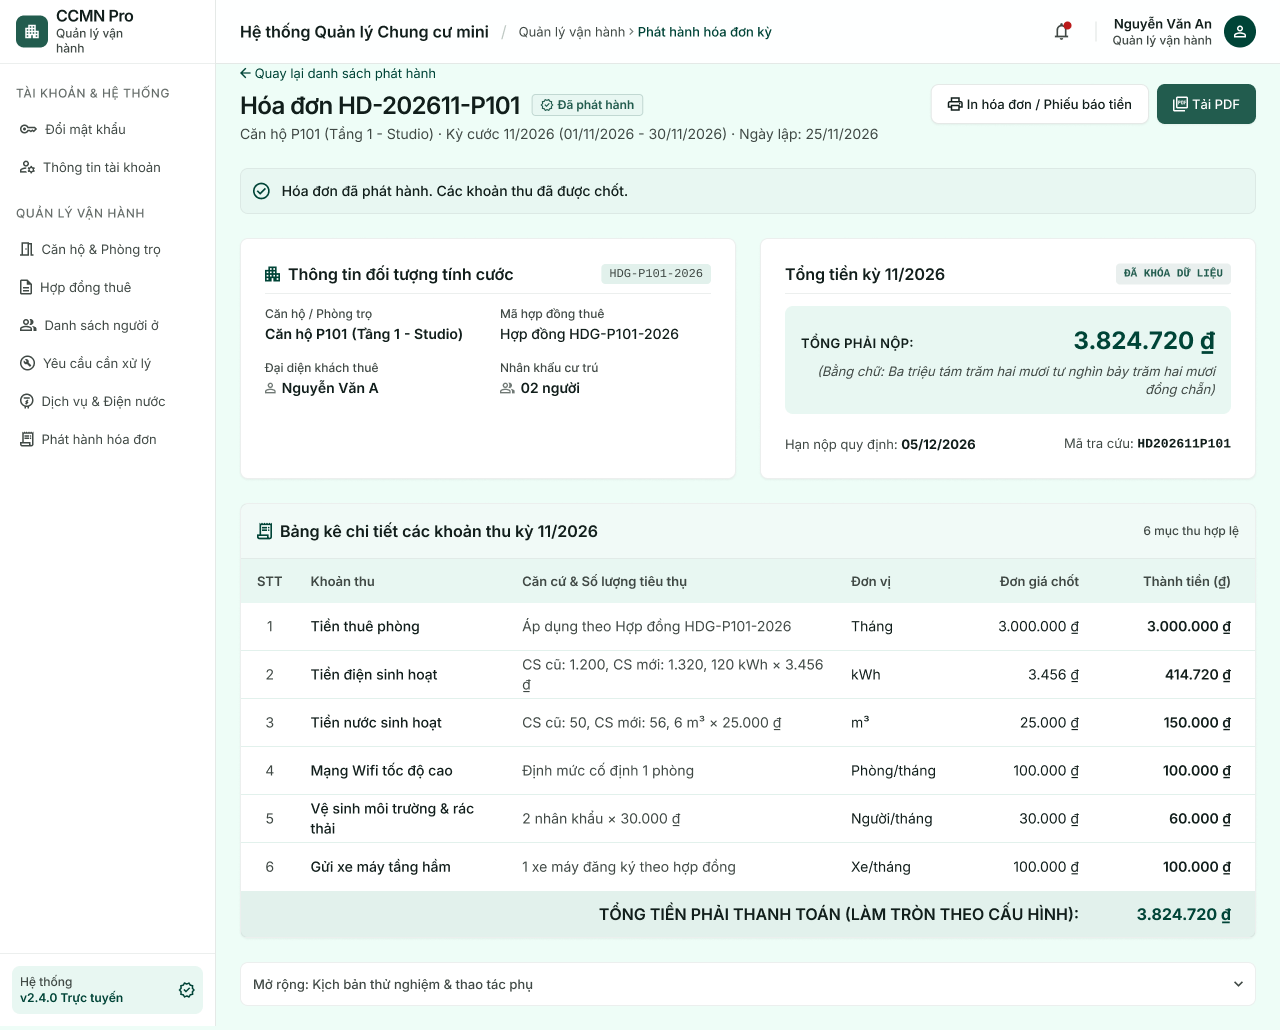 CCMN Pro
Quản lý vận
hành
TÀI KHOẢN & HỆ THỐNG
Đổi mật khẩu
Thông tin tài khoản
QUẢN LÝ VẬN HÀNH
Căn hộ & Phòng trọ
Hợp đồng thuê
Danh sách người ở
Yêu cầu cần xử lý
Dịch vụ & Điện nước
Phát hành hóa đơn
Hệ thống
v2.4.0 Trực tuyến
Hệ thống Quản lý Chung cư mini / Quản lý vận hành › Phát hành hóa đơn kỳ
Nguyễn Văn An
Quản lý vận hành
← Quay lại danh sách phát hành
Hóa đơn HD-202611-P101 Đã phát hành
In hóa đơn / Phiếu báo tiền
Tải PDF
Căn hộ P101 (Tầng 1 - Studio) · Kỳ cước 11/2026 (01/11/2026 - 30/11/2026) · Ngày lập: 25/11/2026
Hóa đơn đã phát hành. Các khoản thu đã được chốt.
Thông tin đối tượng tính cước HDG-P101-2026
Căn hộ / Phòng trọ
Căn hộ P101 (Tầng 1 - Studio)
Mã hợp đồng thuê
Hợp đồng HDG-P101-2026
Đại diện khách thuê
Nguyễn Văn A
Nhân khẩu cư trú
02 người
Tổng tiền kỳ 11/2026 ĐÃ KHÓA DỮ LIỆU
TỔNG PHẢI NỘP: 3.824.720 ₫
(Bằng chữ: Ba triệu tám trăm hai mươi tư nghìn bảy trăm hai mươi
đồng chẵn)
Hạn nộp quy định: 05/12/2026
Mã tra cứu: HD202611P101
Bảng kê chi tiết các khoản thu kỳ 11/2026 6 mục thu hợp lệ
STT Khoản thu Căn cứ & Số lượng tiêu thụ Đơn vị Đơn giá chốt Thành tiền (₫)
1 Tiền thuê phòng Áp dụng theo Hợp đồng HDG-P101-2026 Tháng 3.000.000 ₫ 3.000.000 ₫
2 Tiền điện sinh hoạt CS cũ: 1.200, CS mới: 1.320, 120 kWh × 3.456
₫ kWh 3.456 ₫ 414.720 ₫
3 Tiền nước sinh hoạt CS cũ: 50, CS mới: 56, 6 m³ × 25.000 ₫ m³ 25.000 ₫ 150.000 ₫
4 Mạng Wifi tốc độ cao Định mức cố định 1 phòng Phòng/tháng 100.000 ₫ 100.000 ₫
5 Vệ sinh môi trường & rác
thải 2 nhân khẩu × 30.000 ₫ Người/tháng 30.000 ₫ 60.000 ₫
6 Gửi xe máy tầng hầm 1 xe máy đăng ký theo hợp đồng Xe/tháng 100.000 ₫ 100.000 ₫
TỔNG TIỀN PHẢI THANH TOÁN (LÀM TRÒN THEO CẤU HÌNH): 3.824.720 ₫
Mở rộng: Kịch bản thử nghiệm & thao tác phụ